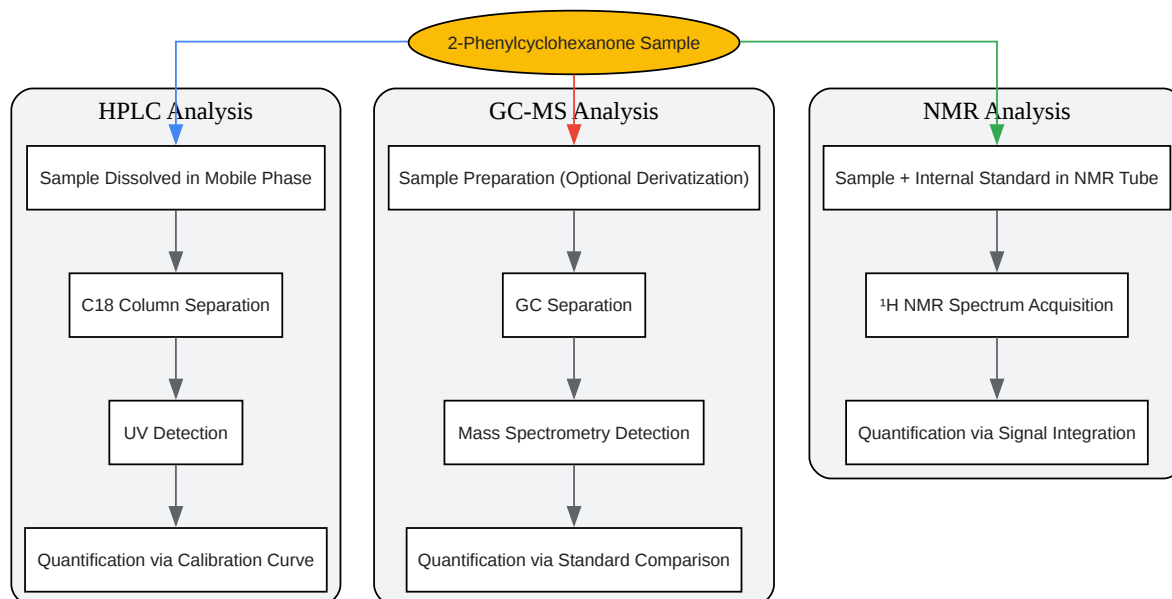 2-Phenylcyclohexanone Sample
HPLC Analysis
Sample Dissolved in Mobile Phase
C18 Column Separation
UV Detection
Quantification via Calibration Curve
GC-MS Analysis
Sample Preparation (Optional Derivatization)
GC Separation
Mass Spectrometry Detection
Quantification via Standard Comparison
NMR Analysis
Sample + Internal Standard in NMR Tube
¹H NMR Spectrum Acquisition
Quantification via Signal Integration